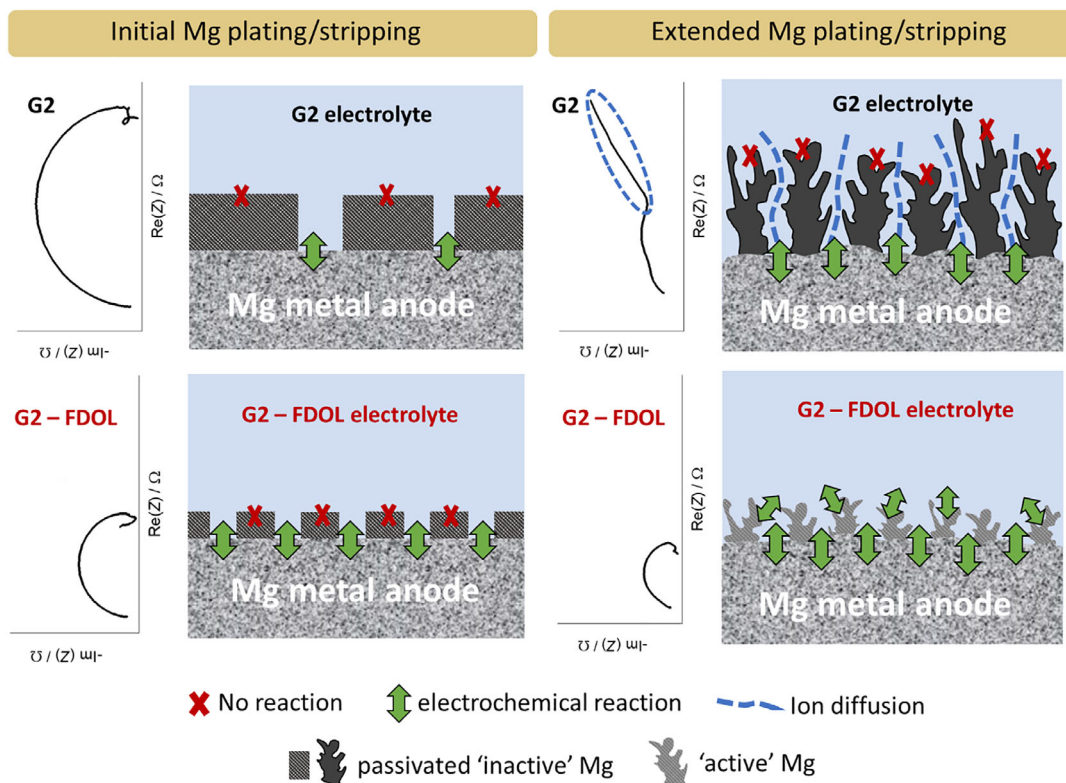 Initial Mg plating/stripping
Extended Mg plating/stripping
G2
Re(Z) / Ω
-Im (Z) / Ω
G2 electrolyte
Mg metal anode
G2
Re(Z) / Ω
-Im (Z) / Ω
G2 electrolyte
Mg metal anode
G2 – FDOL
Re(Z) / Ω
-Im (Z) / Ω
G2 – FDOL electrolyte
Mg metal anode
G2 – FDOL
Re(Z) / Ω
-Im (Z) / Ω
G2 – FDOL electrolyte
Mg metal anode
No reaction
electrochemical reaction
Ion diffusion
passivated ‘inactive’ Mg
‘active’ Mg